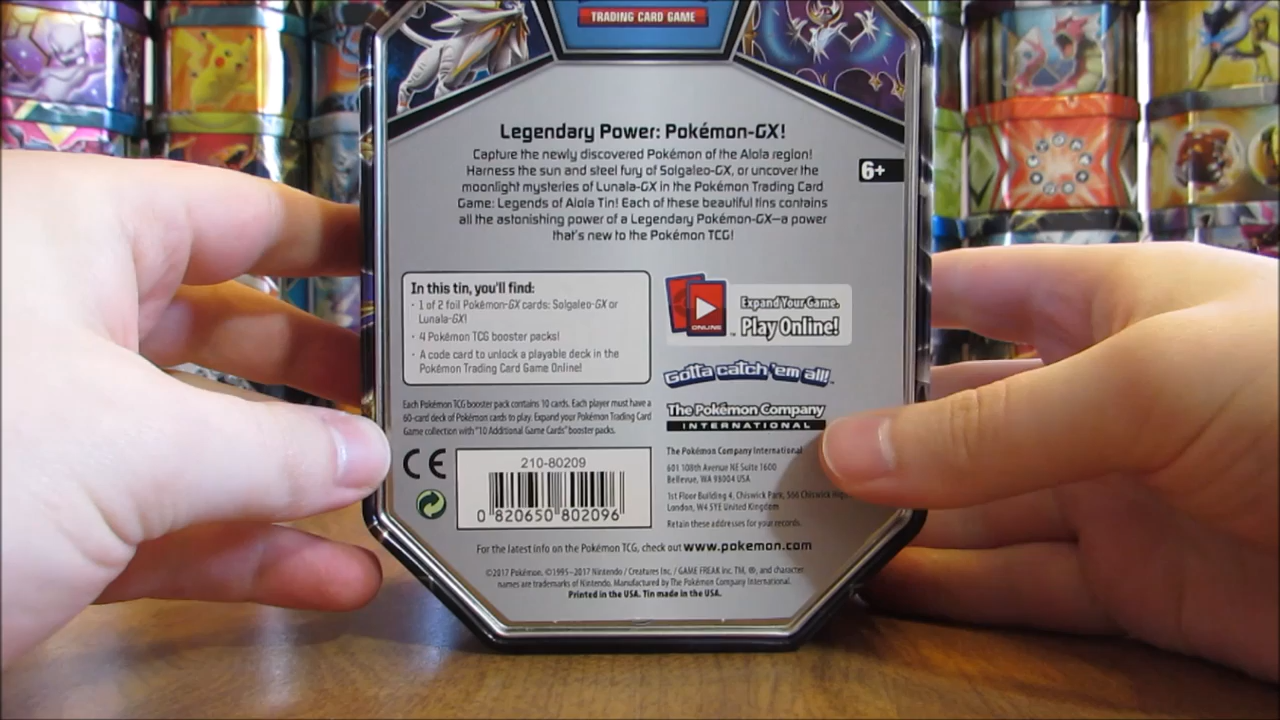 TRADING CARD GAME
Legendary Power: Pokémon-GX!
Capture the newly discovered Pokémon of the Alola region!
Harness the sun and steel fury of Solgaleo-GX, or uncover the
moonlight mysteries of Lunala-GX in the Pokémon Trading Card
Game: Legends of Alola Tin! Each of these beautiful tins contains
all the astonishing power of a Legendary Pokémon-GX—a power
that's new to the Pokémon TCG!
6+
In this tin, you'll find:
• 1 of 2 foil Pokémon-GX cards: Solgaleo-GX or
Lunala-GX!
• 4 Pokémon TCG booster packs!
• A code card to unlock a playable deck in the
Pokémon Trading Card Game Online!
Each Pokémon TCG booster pack contains 10 cards. Each player must have a
60-card deck of Pokémon cards to play. Expand your Pokémon Trading Card
Game collection with "10 Additional Game Cards" booster packs.
CE
210-80209
0 820650 802096
ONLINE
™
Expand Your Game.
Play Online!
Gotta catch 'em all!™
The Pokémon Company
INTERNATIONAL
The Pokémon Company International
601 108th Avenue NE Suite 1600
Bellevue, WA 98004 USA
1st Floor Building 4, Chiswick Park, 566 Chiswick
London, W4 5YE United Kingdom
Retain these addresses for your records.
For the latest info on the Pokémon TCG, check out www.pokemon.com
©2017 Pokémon. ©1995–2017 Nintendo / Creatures Inc. / GAME FREAK inc. TM, ®, and character
names are trademarks of Nintendo. Manufactured by The Pokémon Company International.
Printed in the USA. Tin made in the USA.